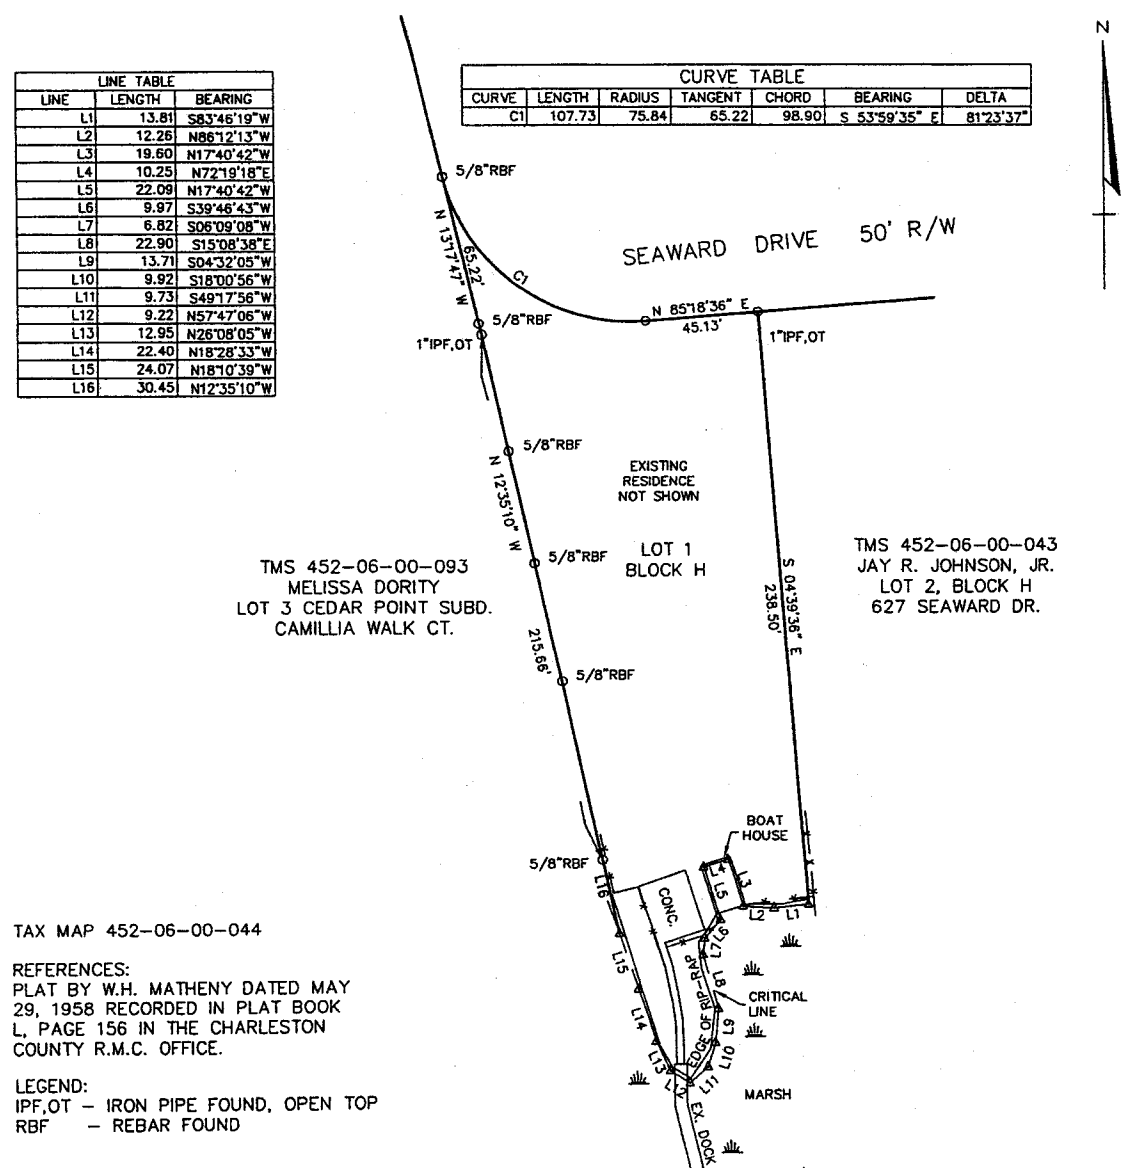 N
LINE TABLE
LINE LENGTH BEARING
L1 13.81 S83°46'19"W
L2 12.26 N86°12'13"W
L3 19.60 N17°40'42"W
L4 10.25 N72°19'18"E
L5 22.09 N17°40'42"W
L6 9.97 S39°46'43"W
L7 6.82 S06°09'08"W
L8 22.90 S15°08'38"E
L9 13.71 S04°32'05"W
L10 9.92 S18°00'56"W
L11 9.73 S49°17'56"W
L12 9.22 N57°47'06"W
L13 12.95 N26°08'05"W
L14 22.40 N18°28'33"W
L15 24.07 N18°10'39"W
L16 30.45 N12°35'10"W
CURVE TABLE
CURVE LENGTH RADIUS TANGENT CHORD BEARING DELTA
C1 107.73 75.84 65.22 98.90 S 53°59'35" E 81°23'37"
5/8"RBF
N 13°17'47" W
65.22'
C1
SEAWARD DRIVE 50' R/W
N 85°18'36" E
45.13'
5/8"RBF
1"IPF,OT
1"IPF,OT
5/8"RBF
N 12°35'10" W
215.66'
EXISTING
RESIDENCE
NOT SHOWN
5/8"RBF
LOT 1
BLOCK H
S 04°39'36" E
238.50'
TMS 452-06-00-093
MELISSA DORITY
LOT 3 CEDAR POINT SUBD.
CAMILLIA WALK CT.
TMS 452-06-00-043
JAY R. JOHNSON, JR.
LOT 2, BLOCK H
627 SEAWARD DR.
5/8"RBF
BOAT
HOUSE
5/8"RBF
L16
CONC.
L4
L3
L5
L2
L1
L6
L7
L15
L8
EDGE OF RIP-RAP
CRITICAL
LINE
L14
L9
L10
L13
L11
L12
MARSH
EX. DOCK
TAX MAP 452-06-00-044
REFERENCES:
PLAT BY W.H. MATHENY DATED MAY
29, 1958 RECORDED IN PLAT BOOK
L, PAGE 156 IN THE CHARLESTON
COUNTY R.M.C. OFFICE.
LEGEND:
IPF,OT – IRON PIPE FOUND, OPEN TOP
RBF – REBAR FOUND